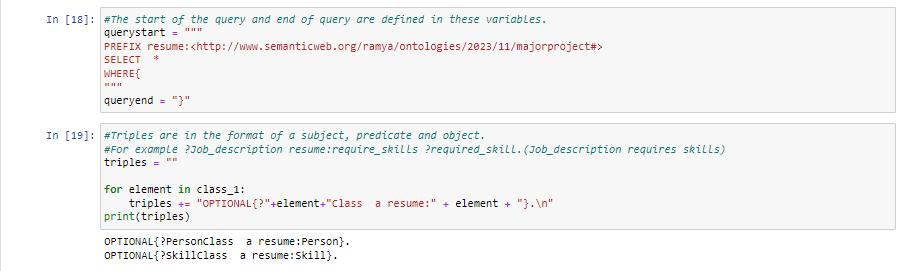 In [18]: #The start of the query and end of query are defined in these variables.
querystart = """
PREFIX resume:<http://www.semanticweb.org/ramya/ontologies/2023/11/majorproject#>
SELECT  *
WHERE{
"""
queryend = "}"
In [19]: #Triples are in the format of a subject, predicate and object.
#For example ?Job_description resume:require_skills ?required_skill.(Job_description requires skills)
triples = ""
for element in class_1:
    triples += "OPTIONAL{?"+element+"Class  a resume:" + element + "}.\n"
print(triples)
OPTIONAL{?PersonClass  a resume:Person}.
OPTIONAL{?SkillClass  a resume:Skill}.